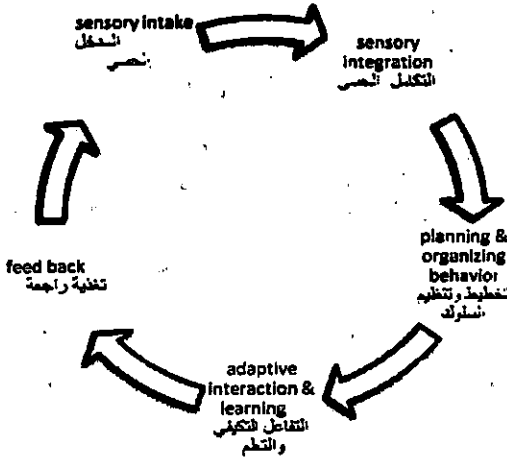 sensory intake
المدخل
الحسي
sensory
integration
التكامل الحسي
planning &
organizing
behavior
تخطيط وتنظيم
السلوك
adaptive
interaction &
learning
التفاعل التكيفي
والتعلم
feed back
تغذية راجعة